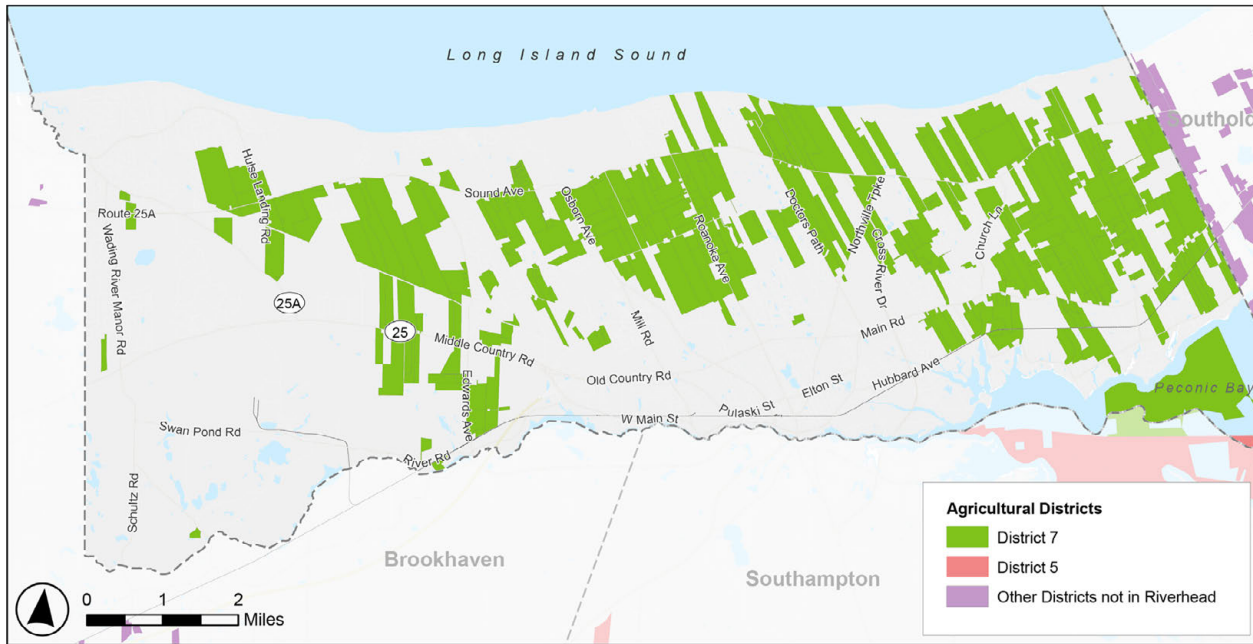 Long Island Sound
Southold
Hulse Landing Rd
Sound Ave
Osborn Ave
Route 25A
Wading River Manor Rd
Roanoke Ave
Doctors Path
Northville Tpke
Cross River Dr
Church Ln
25A
25
Middle Country Rd
Mill Rd
Main Rd
Edwards Ave
Old Country Rd
Elton St
Hubbard Ave
Peconic Bay
W Main St
Pulaski St
Swan Pond Rd
River Rd
Schultz Rd
Brookhaven
Southampton
Agricultural Districts
District 7
District 5
Other Districts not in Riverhead
0 1 2
Miles